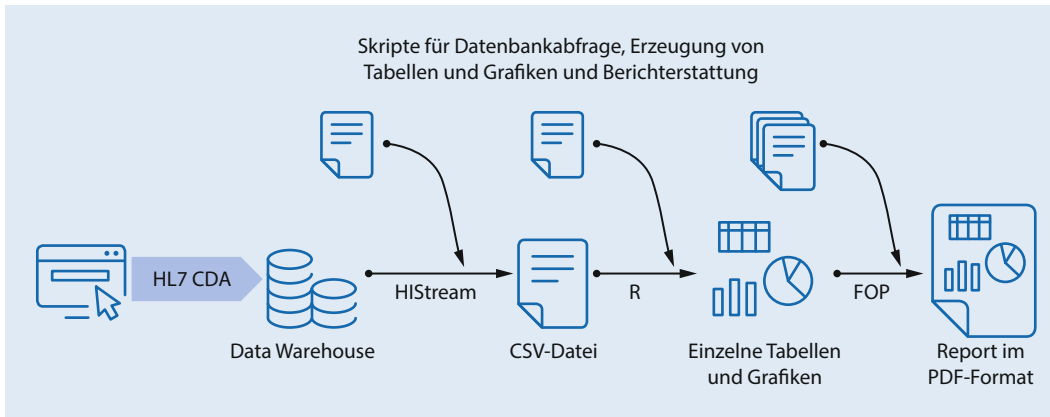 Skripte für Datenbankabfrage, Erzeugung von
Tabellen und Grafiken und Berichterstattung
HL7 CDA
HIStream
R
FOP
Data Warehouse
CSV-Datei
Einzelne Tabellen
und Grafiken
Report im
PDF-Format